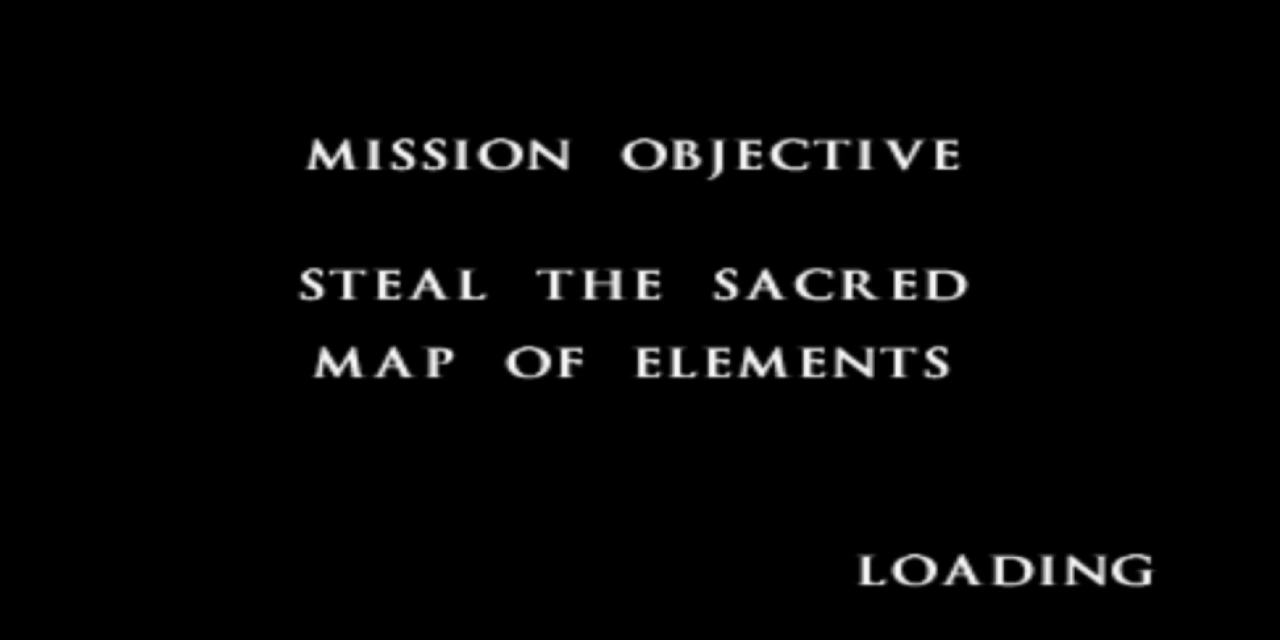 MISSION OBJECTIVE
STEAL THE SACRED
MAP OF ELEMENTS
LOADING